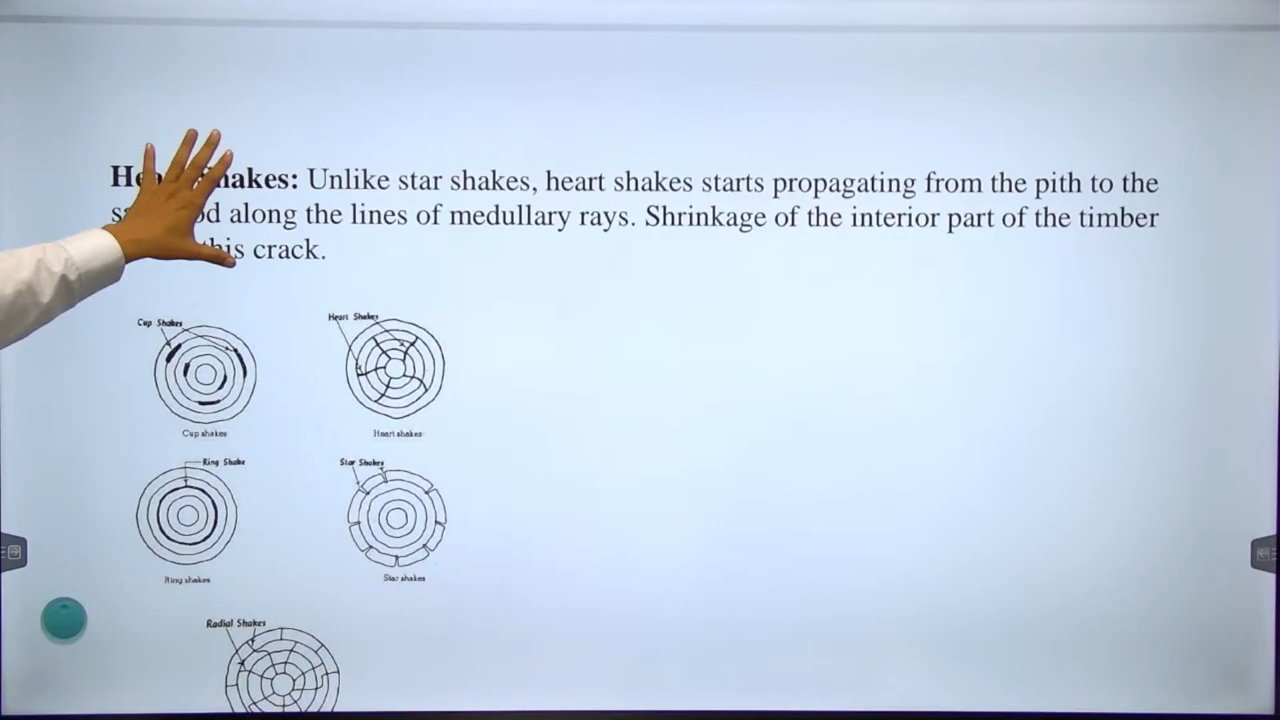 shakes: Unlike star shakes, heart shakes starts propagating from the pith to the
along the lines of medullary rays. Shrinkage of the interior part of the timber
this crack.
Cup Shakes
Heart Shakes
Cup shakes
Heart shakes
Ring Shake
Star Shakes
Ring shakes
Star shakes
Radial Shakes